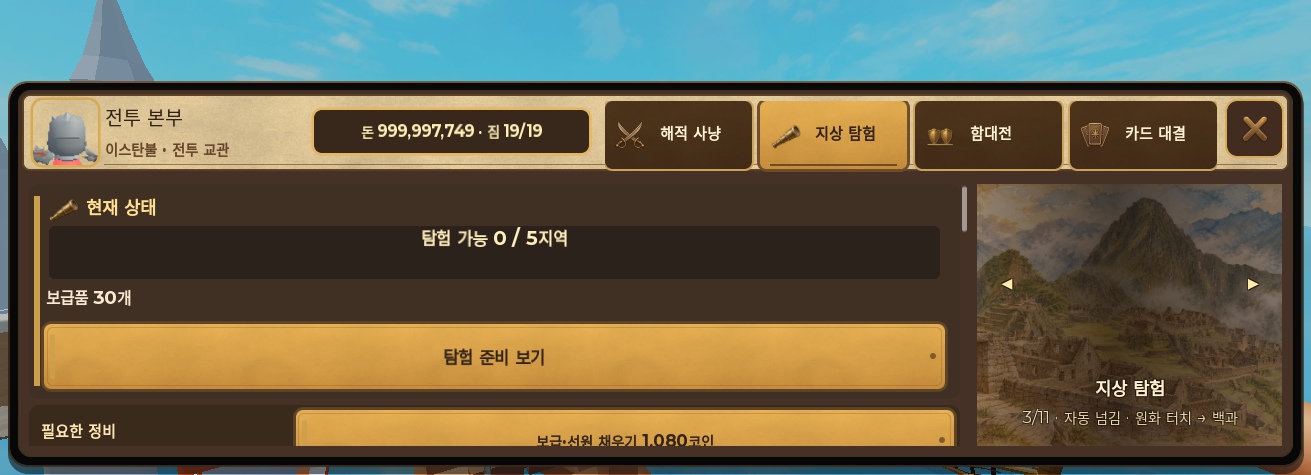 전투 본부
이스탄불 • 전투 교관
돈 999,997,749 · 짐 19/19
해적 사냥
지상 탐험
함대전
카드 대결
현재 상태
탐험 가능 0 / 5지역
보급품 30개
탐험 준비 보기
필요한 정비
보급•선원 채우기 1,080코인
◀ ▶
지상 탐험
3/11 · 자동 넘김 · 원화 터치 → 백과